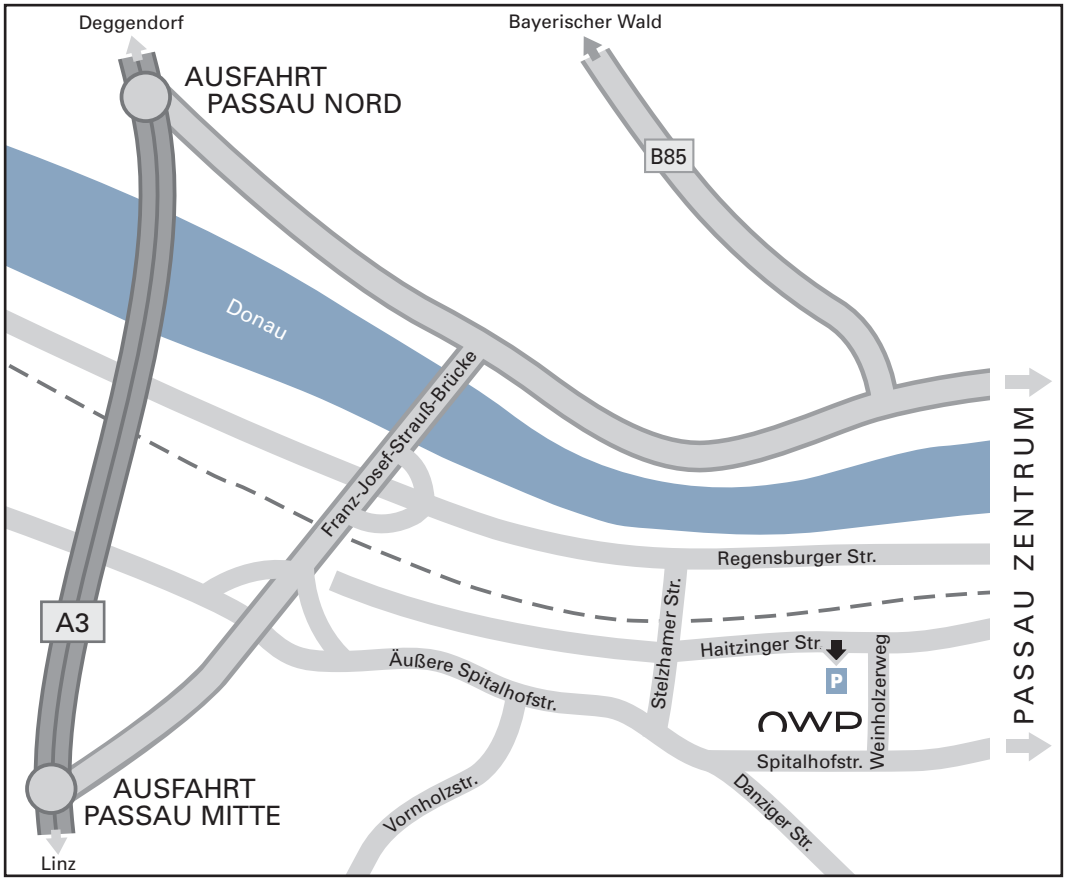 Deggendorf
Bayerischer Wald
AUSFAHRT
PASSAU NORD
B85
Donau
Franz-Josef-Strauß-Brücke
PASSAU ZENTRUM
Regensburger Str.
A3
Stelzhamer Str.
Haitzinger Str.
Weinholzerweg
P
Äußere Spitalhofstr.
OWP
Spitalhofstr.
Vornholzstr.
Danziger Str.
AUSFAHRT
PASSAU MITTE
Linz